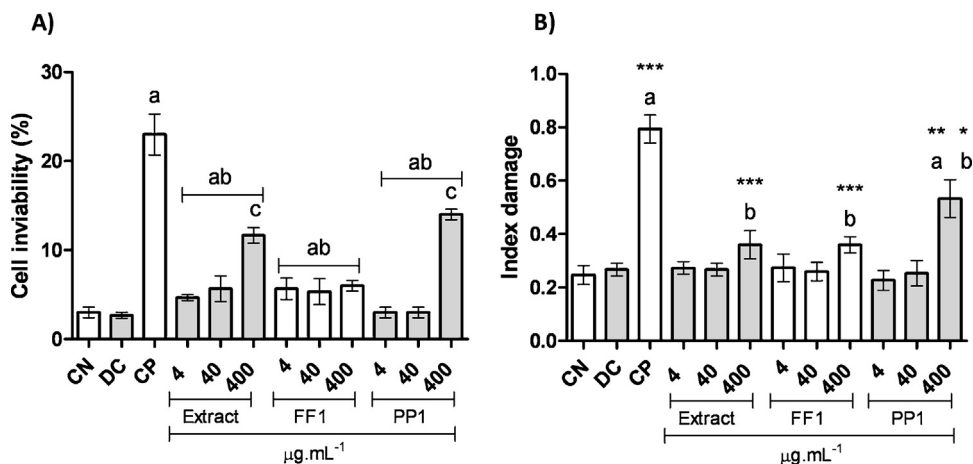 A)
Cell inviability (%)
30
20
10
0
a
ab
c
ab
ab
c
CN DC CP 4 40 400 4 40 400 4 40 400
Extract FF1 PP1
µg.mL⁻¹
B)
Index damage
1.0
0.8
0.6
0.4
0.2
0.0
***
a
***
b
***
b
** *
a b
CN DC CP 4 40 400 4 40 400 4 40 400
Extract FF1 PP1
µg.mL⁻¹